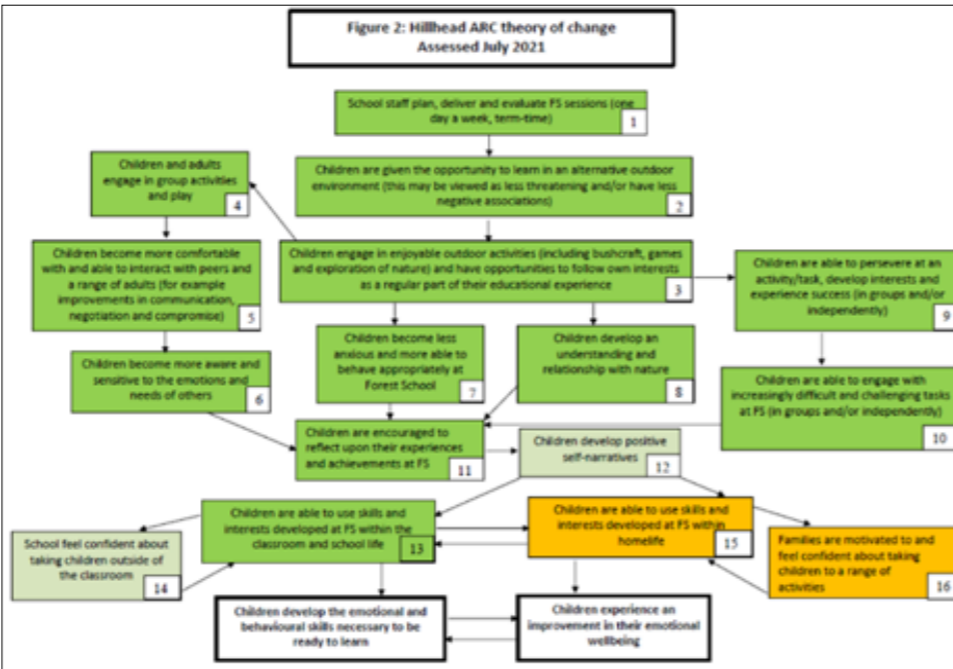 Figure 2: Hillhead ARC theory of change
Assessed July 2021
School staff plan, deliver and evaluate FS sessions (one
day a week, term-time)
1
Children are given the opportunity to learn in an alternative outdoor
environment (this may be viewed as less threatening and/or have less
negative associations)
2
Children and adults
engage in group activities
and play
4
Children engage in enjoyable outdoor activities (including bushcraft, games
and exploration of nature) and have opportunities to follow own interests
as a regular part of their educational experience
3
Children become more comfortable
with and able to interact with peers and
a range of adults (for example
improvements in communication,
negotiation and compromise)
5
Children are able to persevere at an
activity/task, develop interests and
experience success (in groups and/or
independently)
9
Children become more aware and
sensitive to the emotions and
needs of others
6
Children become less
anxious and more able to
behave appropriately at
Forest School
7
Children develop an
understanding and
relationship with nature
8
Children are able to engage with
increasingly difficult and challenging tasks
at FS (in groups and/or independently)
10
Children are encouraged to
reflect upon their experiences
and achievements at FS
11
Children develop positive
self-narratives
12
Children are able to use skills and
interests developed at FS within the
classroom and school life
13
Children are able to use skills and
interests developed at FS within
homelife
15
School feel confident about
taking children outside of
the classroom
14
Families are motivated to and
feel confident about taking
children to a range of
activities
16
Children develop the emotional and
behavioural skills necessary to be
ready to learn
Children experience an
improvement in their emotional
wellbeing